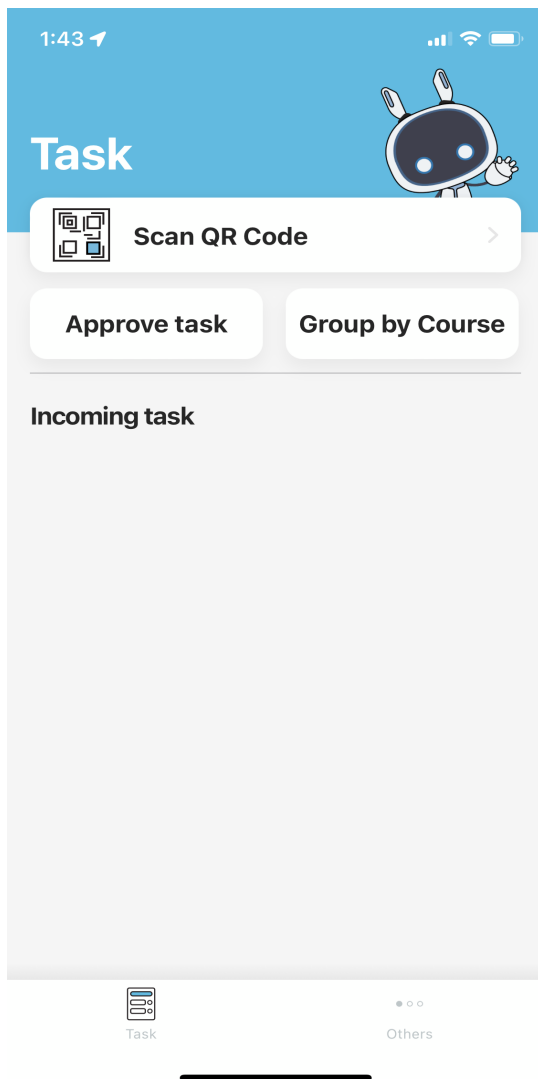 1:43
Task
Scan QR Code
Approve task
Group by Course
Incoming task
Task
Others